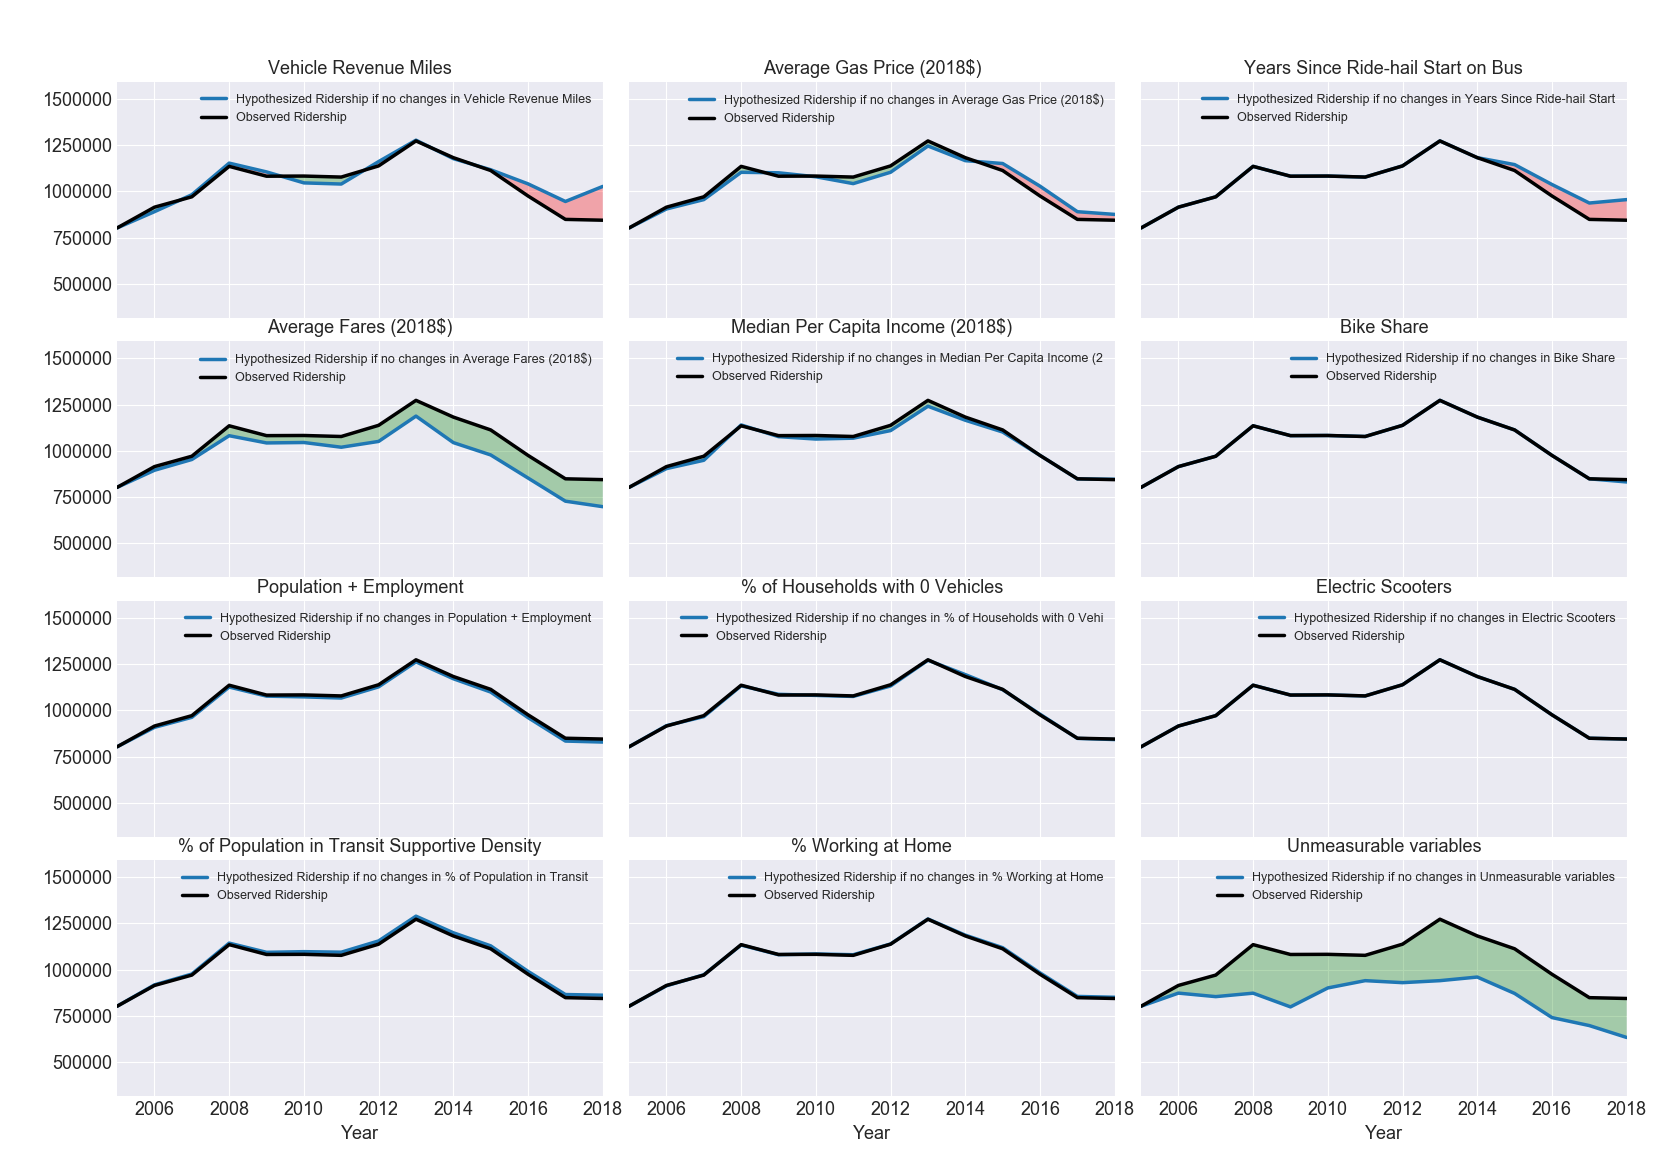 Vehicle Revenue Miles
Hypothesized Ridership if no changes in Vehicle Revenue Miles
Observed Ridership
1500000
1250000
1000000
750000
500000
Average Gas Price (2018$)
Hypothesized Ridership if no changes in Average Gas Price (2018$)
Observed Ridership
Years Since Ride-hail Start on Bus
Hypothesized Ridership if no changes in Years Since Ride-hail Start
Observed Ridership
Average Fares (2018$)
Hypothesized Ridership if no changes in Average Fares (2018$)
Observed Ridership
1500000
1250000
1000000
750000
500000
Median Per Capita Income (2018$)
Hypothesized Ridership if no changes in Median Per Capita Income (2
Observed Ridership
Bike Share
Hypothesized Ridership if no changes in Bike Share
Observed Ridership
Population + Employment
Hypothesized Ridership if no changes in Population + Employment
Observed Ridership
1500000
1250000
1000000
750000
500000
% of Households with 0 Vehicles
Hypothesized Ridership if no changes in % of Households with 0 Vehi
Observed Ridership
Electric Scooters
Hypothesized Ridership if no changes in Electric Scooters
Observed Ridership
% of Population in Transit Supportive Density
Hypothesized Ridership if no changes in % of Population in Transit
Observed Ridership
1500000
1250000
1000000
750000
500000
2006 2008 2010 2012 2014 2016 2018
Year
% Working at Home
Hypothesized Ridership if no changes in % Working at Home
Observed Ridership
2006 2008 2010 2012 2014 2016 2018
Year
Unmeasurable variables
Hypothesized Ridership if no changes in Unmeasurable variables
Observed Ridership
2006 2008 2010 2012 2014 2016 2018
Year